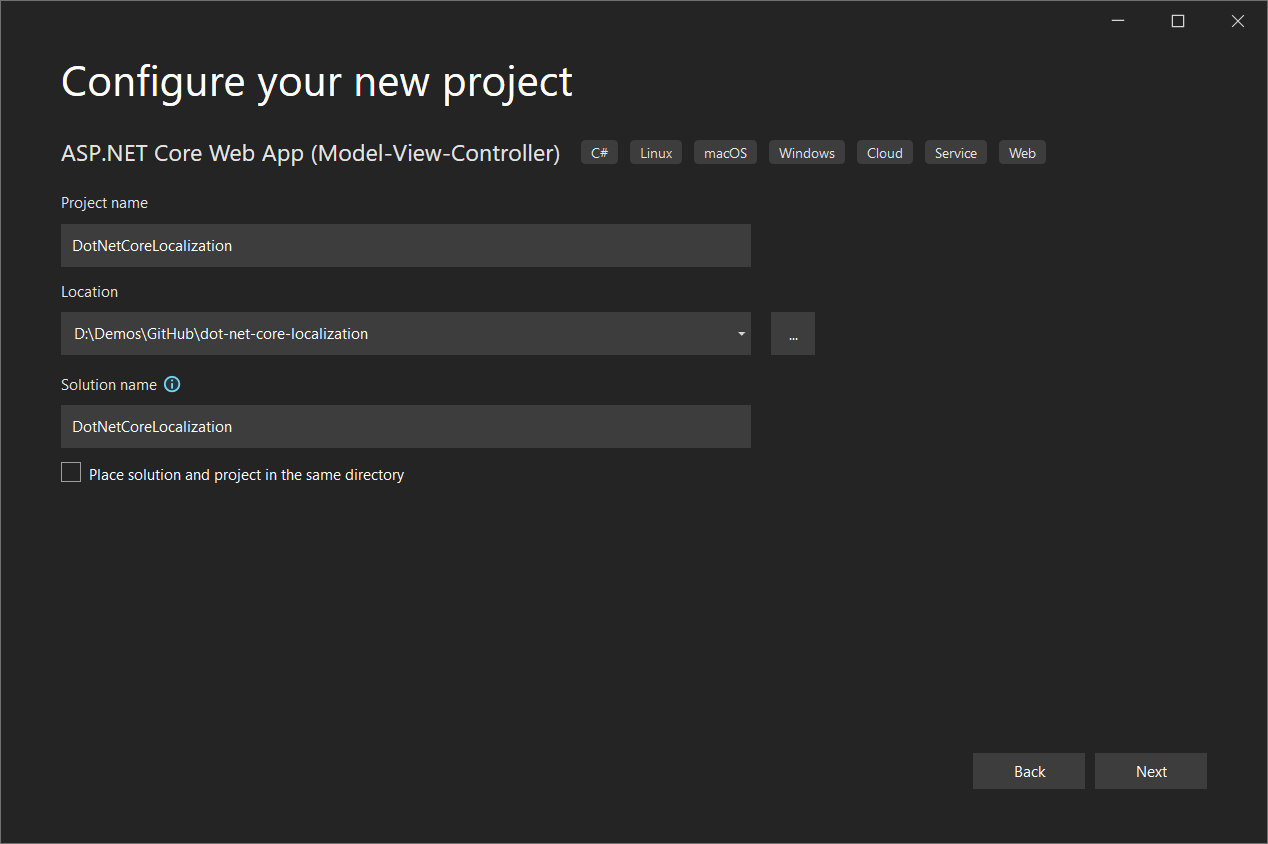 Configure your new project
ASP.NET Core Web App (Model-View-Controller) C# Linux macOS Windows Cloud Service Web
Project name
DotNetCoreLocalization
Location
D:\Demos\GitHub\dot-net-core-localization ...
Solution name
DotNetCoreLocalization
Place solution and project in the same directory
Back Next